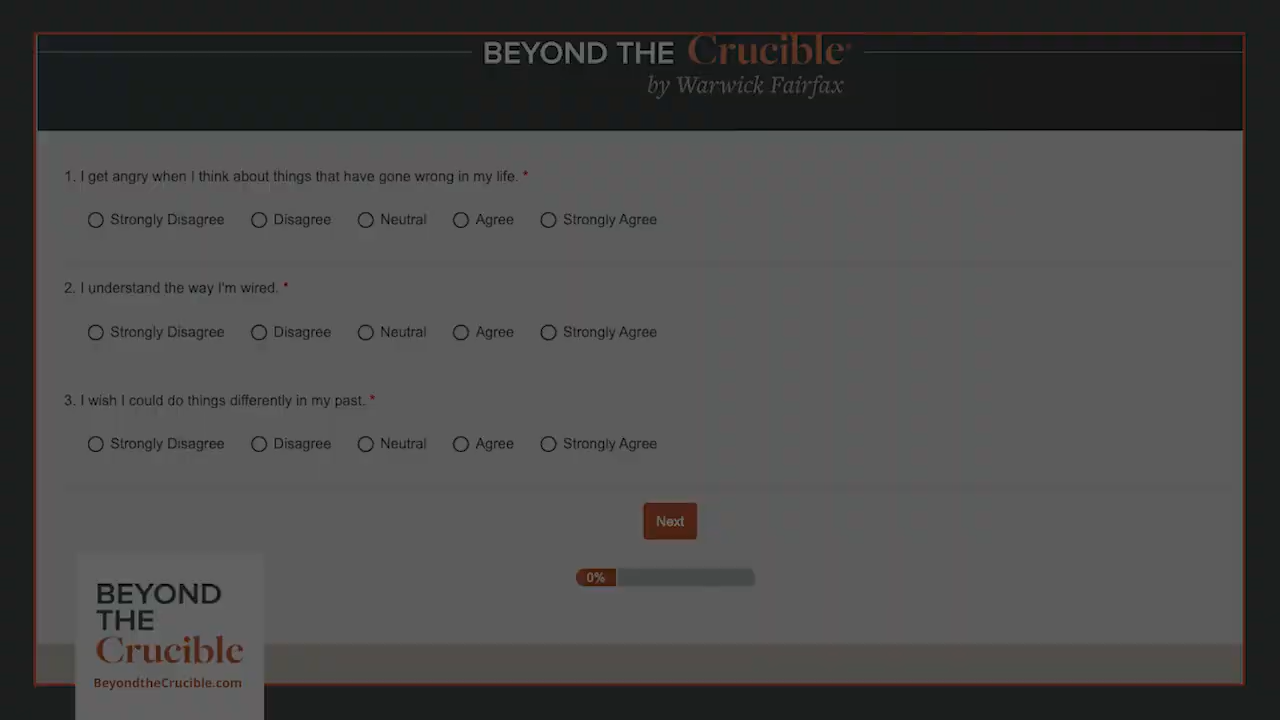 BEYOND THE Crucible®
by Warwick Fairfax
1. I get angry when I think about things that have gone wrong in my life. *
Strongly Disagree Disagree Neutral Agree Strongly Agree
2. I understand the way I'm wired. *
Strongly Disagree Disagree Neutral Agree Strongly Agree
3. I wish I could do things differently in my past. *
Strongly Disagree Disagree Neutral Agree Strongly Agree
Next
0%
BEYOND
THE
Crucible
BeyondtheCrucible.com